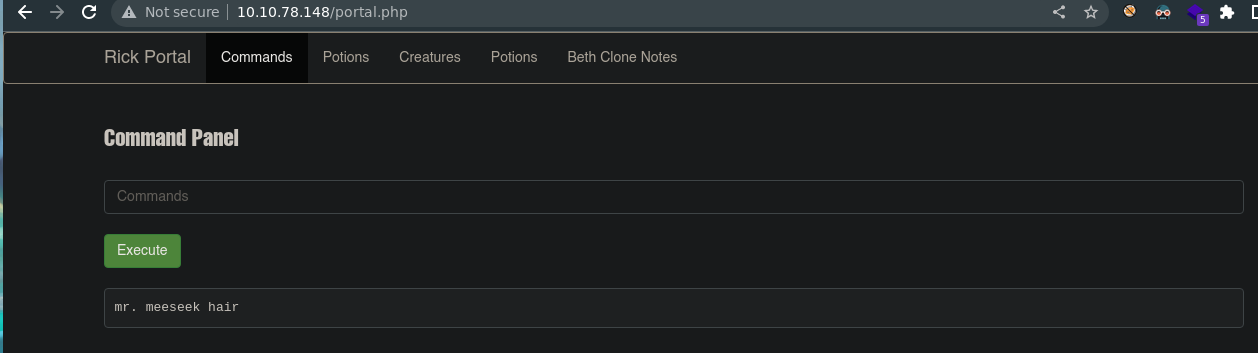 Not secure | 10.10.78.148/portal.php
5
Rick Portal Commands Potions Creatures Potions Beth Clone Notes
Command Panel
Commands
Execute
mr. meeseek hair